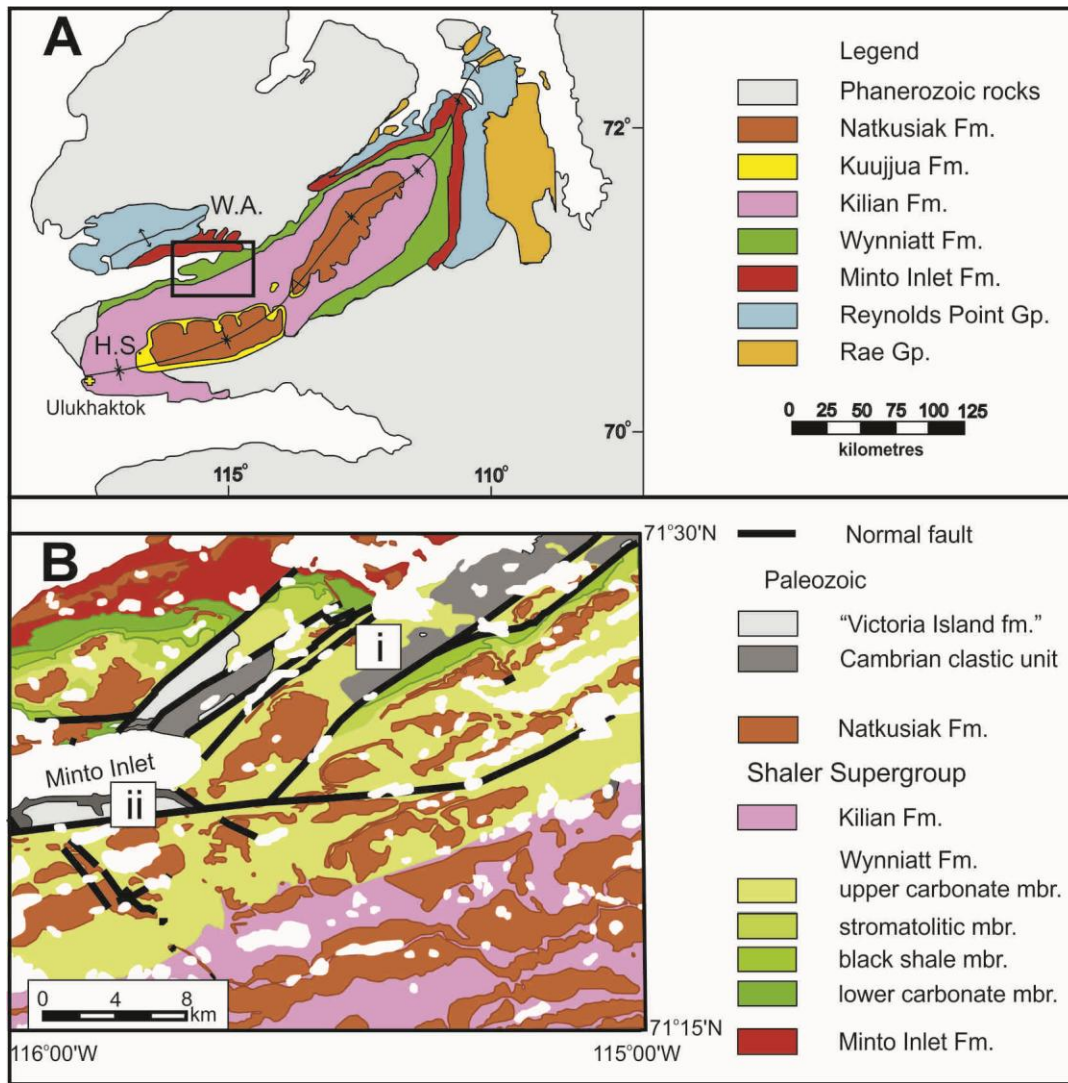 A
Legend
Phanerozoic rocks
Natkusiak Fm.
Kuujjua Fm.
Kilian Fm.
Wynniatt Fm.
Minto Inlet Fm.
Reynolds Point Gp.
Rae Gp.
0 25 50 75 100 125
kilometres
72°
W.A.
H.S.
Ulukhaktok
70°
115° 110°
B
71°30'N
i
Minto Inlet
ii
0 4 8
km
71°15'N
116°00'W 115°00'W
Normal fault
Paleozoic
“Victoria Island fm.”
Cambrian clastic unit
Natkusiak Fm.
Shaler Supergroup
Kilian Fm.
Wynniatt Fm.
upper carbonate mbr.
stromatolitic mbr.
black shale mbr.
lower carbonate mbr.
Minto Inlet Fm.